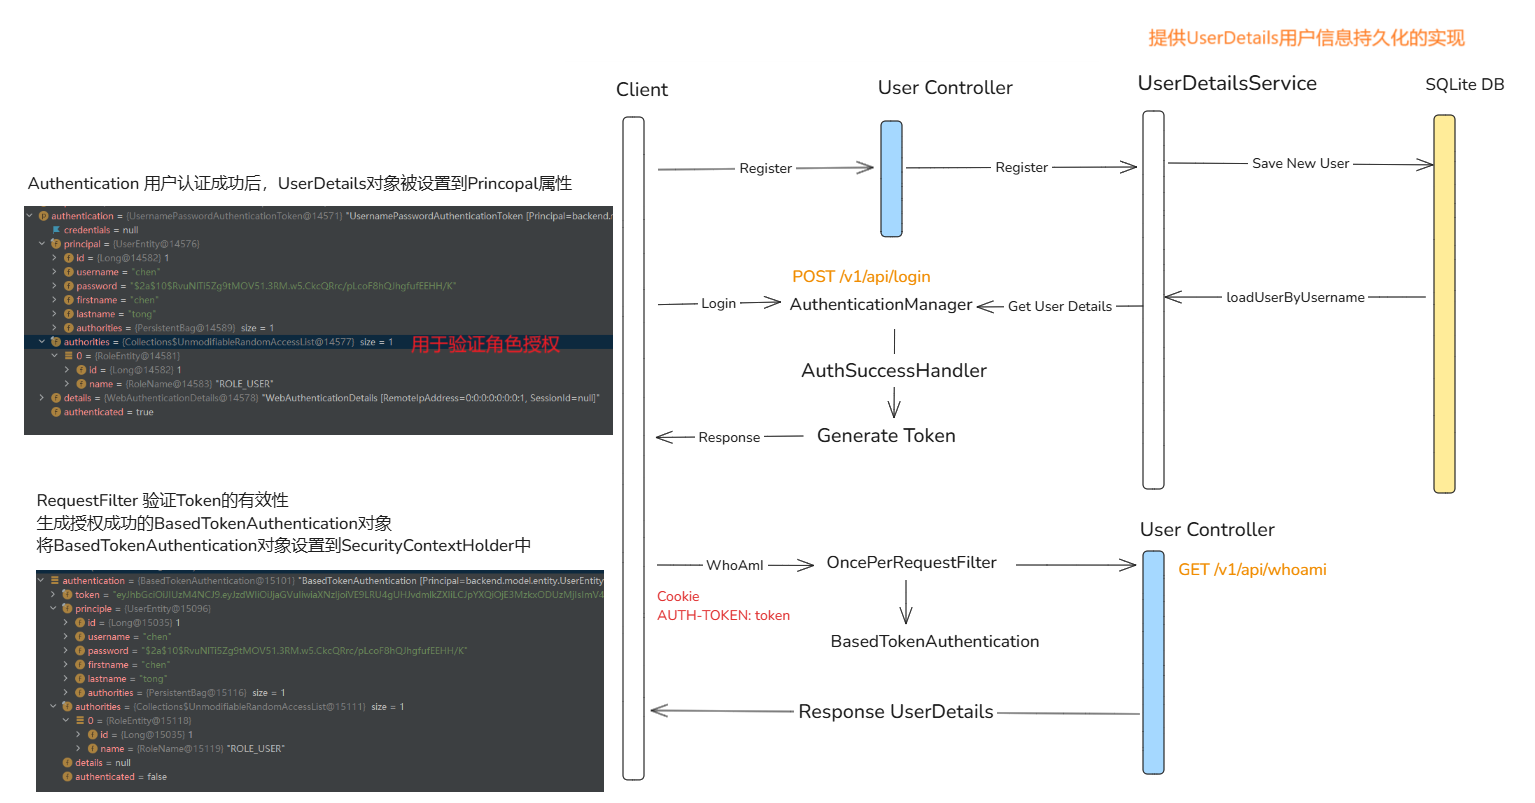 提供UserDetails用户信息持久化的实现
Client
User Controller
UserDetailsService
SQLite DB
Register
Register
Save New User
Authentication 用户认证成功后，UserDetails对象被设置到Princopal属性
authentication = {UsernamePasswordAuthenticationToken@14571} "UsernamePasswordAuthenticationToken [Principal=backend.
credentials = null
principal = {UserEntity@14576}
id = {Long@14582} 1
username = "chen"
password =
firstname = "chen"
lastname = "tong"
authorities = {PersistentBag@14589} size = 1
authorities = {Collections$UnmodifiableRandomAccessList@14577} size = 1
用于验证角色授权
0 = {RoleEntity@14581}
id = {Long@14582} 1
name = {RoleName@14583} "ROLE_USER"
details = {WebAuthenticationDetails@14578} "WebAuthenticationDetails [RemoteIpAddress=0:0:0:0:0:0:0:1, SessionId=null]"
authenticated = true
POST /v1/api/login
Login
AuthenticationManager
Get User Details
loadUserByUsername
AuthSuccessHandler
Generate Token
Response
RequestFilter 验证Token的有效性
生成授权成功的BasedTokenAuthentication对象
将BasedTokenAuthentication对象设置到SecurityContextHolder中
authentication = {BasedTokenAuthentication@15101} "BasedTokenAuthentication [Principal=backend.model.entity.UserEntity
token =
principle = {UserEntity@15096}
id = {Long@15035} 1
username = "chen"
password =
firstname = "chen"
lastname = "tong"
authorities = {PersistentBag@15116} size = 1
authorities = {Collections$UnmodifiableRandomAccessList@15111} size = 1
0 = {RoleEntity@15118}
id = {Long@15035} 1
name = {RoleName@15119} "ROLE_USER"
details = null
authenticated = false
User Controller
WhoAmI
OncePerRequestFilter
GET /v1/api/whoami
Cookie
AUTH-TOKEN: token
BasedTokenAuthentication
Response UserDetails